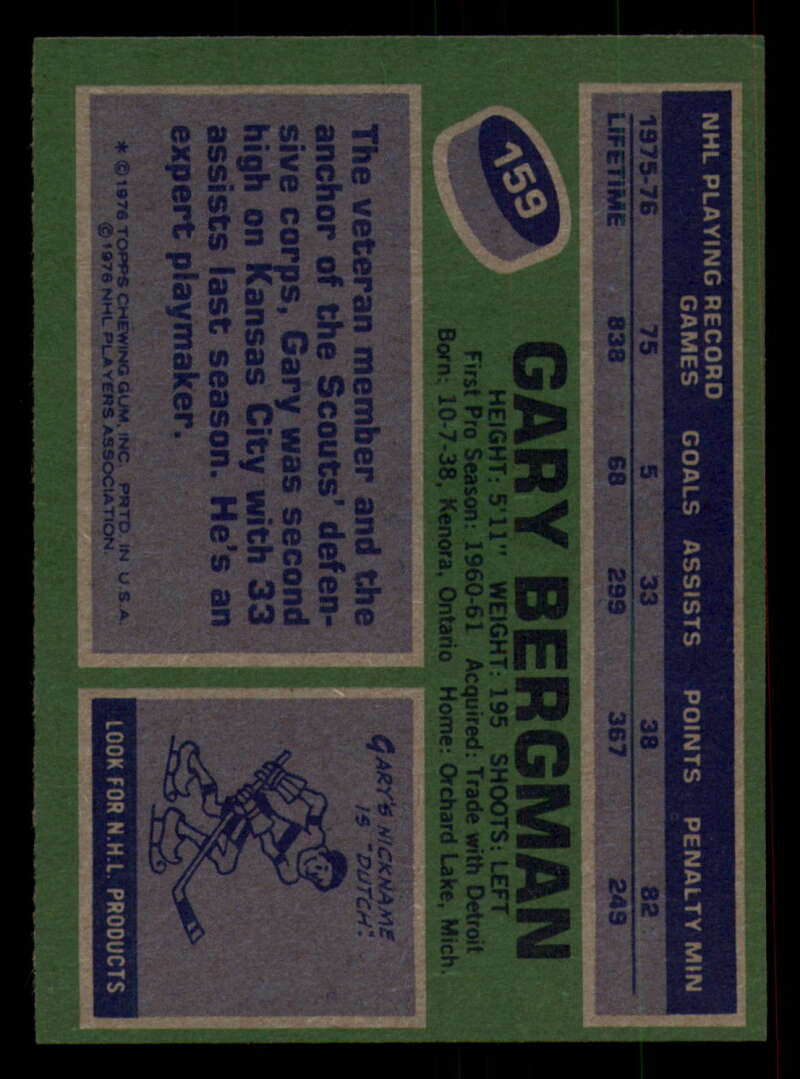 NHL PLAYING RECORD
GAMES GOALS ASSISTS POINTS PENALTY MIN
1975-76 75 5 33 38 82
LIFETIME 838 68 299 367 249
159
GARY BERGMAN
HEIGHT: 5'11" WEIGHT: 195 SHOOTS: LEFT
First Pro Season: 1960-61 Acquired: Trade with Detroit
Born: 10-7-38, Kenora, Ontario Home: Orchard Lake, Mich.
The veteran member and the
anchor of the Scouts' defen-
sive corps, Gary was second
high on Kansas City with 33
assists last season. He's an
expert playmaker.
* © 1976 TOPPS CHEWING GUM, INC. PRTD. IN U.S.A.
© 1976 NHL PLAYERS ASSOCIATION.
GARY'S NICKNAME
IS "DUTCH".
LOOK FOR N.H.L. PRODUCTS